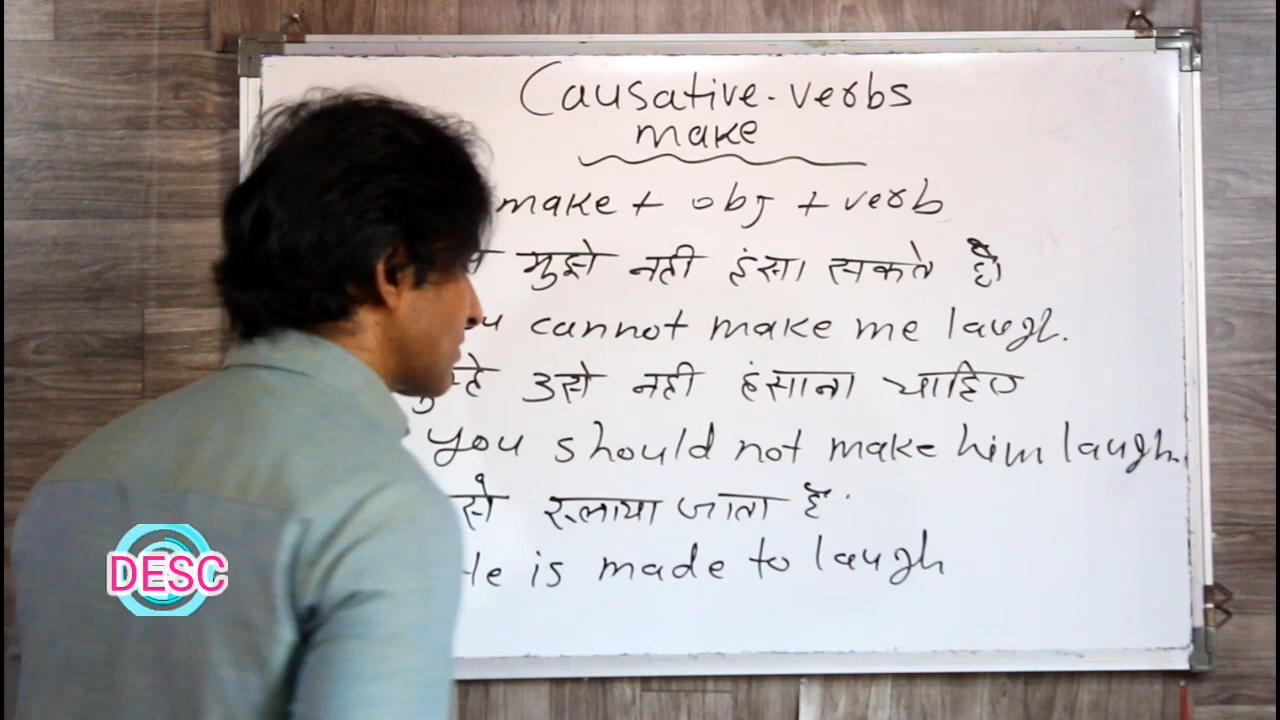 Causative-verbs
make
make + obj + verb
मुझे नही हंसा सकते है।
cannot make me laugh.
उसे नही हंसाना चाहिए
you should not make him laugh.
रुलाया जाता है.
He is made to laugh
DESC